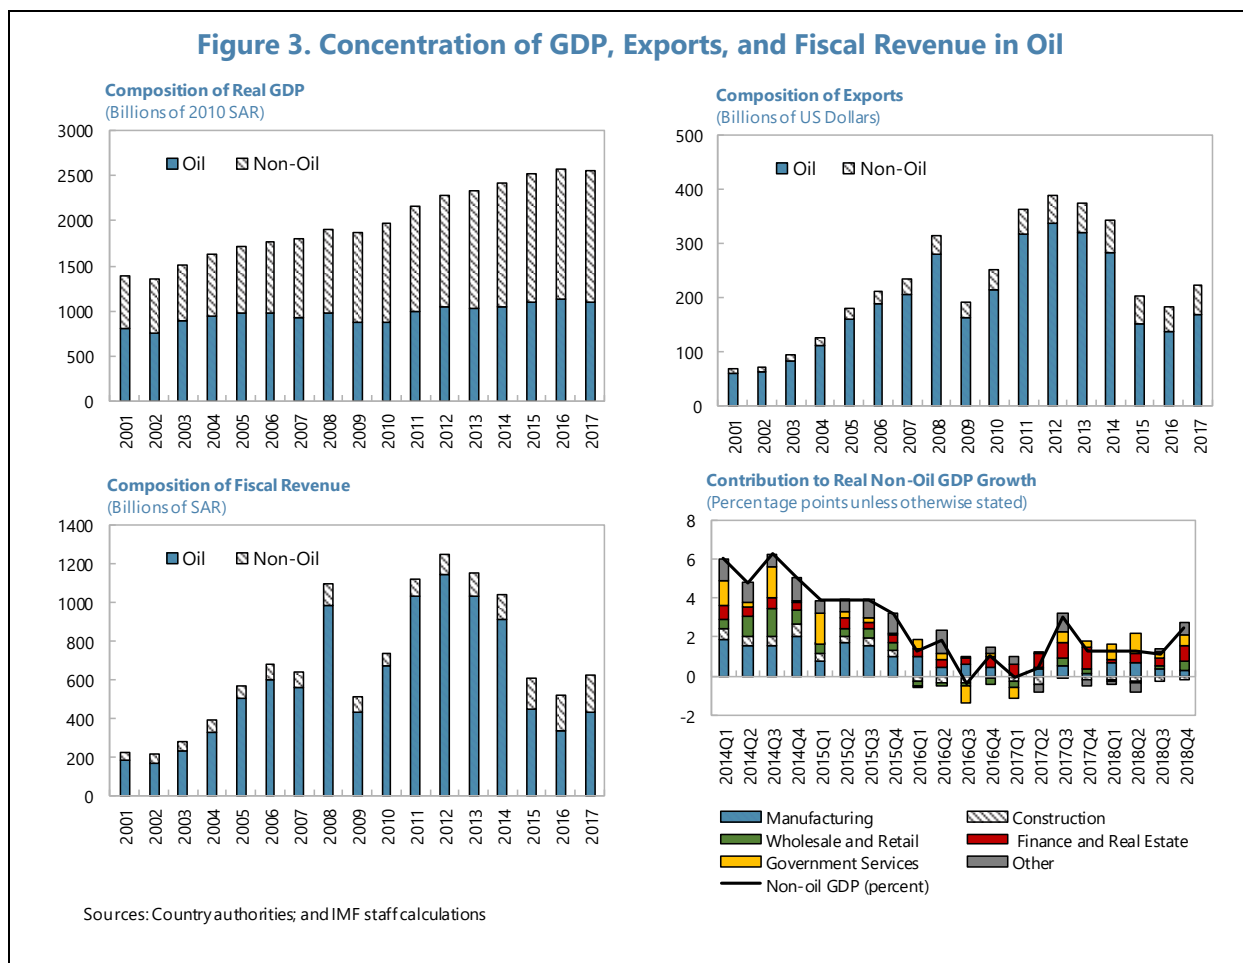 Figure 3. Concentration of GDP, Exports, and Fiscal Revenue in Oil
Composition of Real GDP
(Billions of 2010 SAR)
3000
2500
2000
1500
1000
500
0
Oil
Non-Oil
2001
2002
2003
2004
2005
2006
2007
2008
2009
2010
2011
2012
2013
2014
2015
2016
2017
Composition of Exports
(Billions of US Dollars)
500
400
300
200
100
0
Oil
Non-Oil
2001
2002
2003
2004
2005
2006
2007
2008
2009
2010
2011
2012
2013
2014
2015
2016
2017
Composition of Fiscal Revenue
(Billions of SAR)
1400
1200
1000
800
600
400
200
0
Oil
Non-Oil
2001
2002
2003
2004
2005
2006
2007
2008
2009
2010
2011
2012
2013
2014
2015
2016
2017
Contribution to Real Non-Oil GDP Growth
(Percentage points unless otherwise stated)
8
6
4
2
0
-2
2014Q1
2014Q2
2014Q3
2014Q4
2015Q1
2015Q2
2015Q3
2015Q4
2016Q1
2016Q2
2016Q3
2016Q4
2017Q1
2017Q2
2017Q3
2017Q4
2018Q1
2018Q2
2018Q3
2018Q4
Manufacturing
Construction
Wholesale and Retail
Finance and Real Estate
Government Services
Other
Non-oil GDP (percent)
Sources: Country authorities; and IMF staff calculations